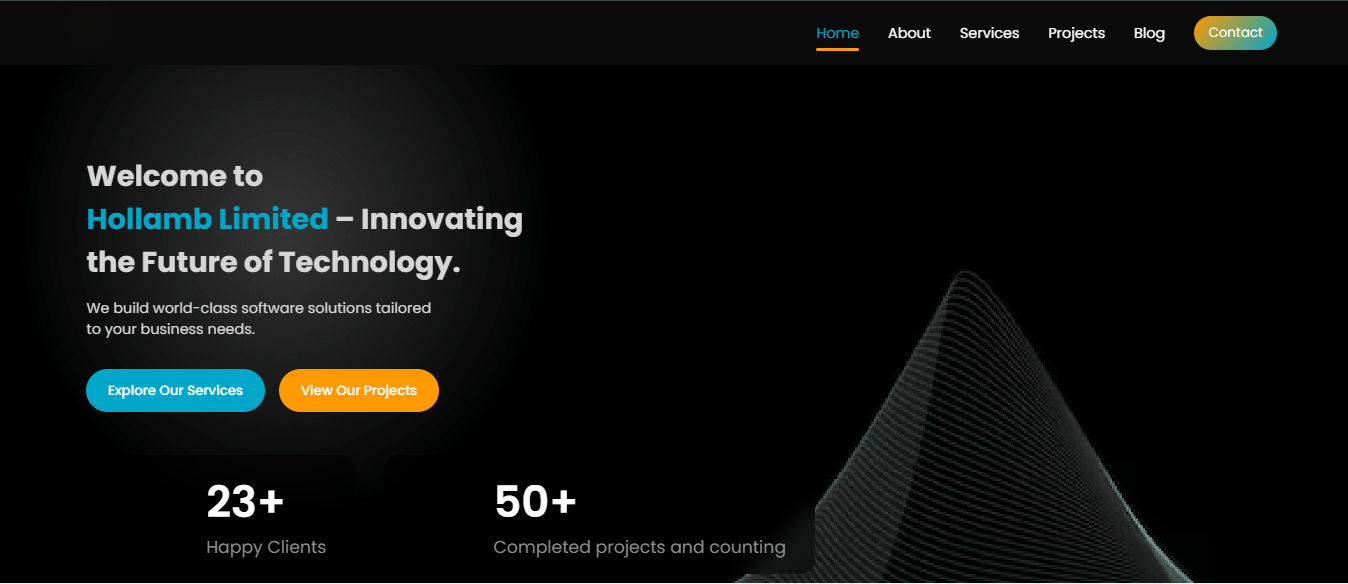 Home About Services Projects Blog Contact
Welcome to
Hollamb Limited – Innovating
the Future of Technology.
We build world-class software solutions tailored
to your business needs.
Explore Our Services View Our Projects
23+ 50+
Happy Clients Completed projects and counting